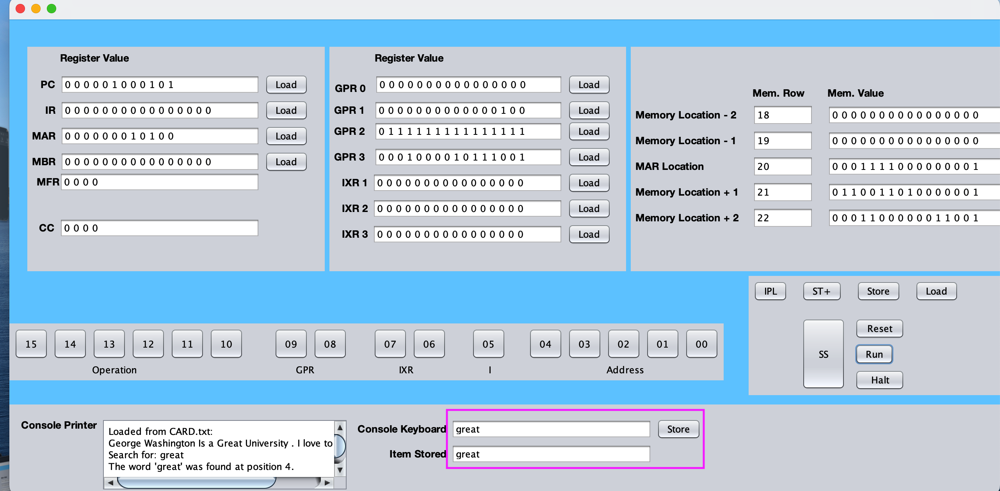 Register Value
PC 0 0 0 0 0 1 0 0 0 1 0 1 Load
IR 0 0 0 0 0 0 0 0 0 0 0 0 0 0 0 0 Load
MAR 0 0 0 0 0 0 0 1 0 1 0 0 Load
MBR 0 0 0 0 0 0 0 0 0 0 0 0 0 0 0 0 Load
MFR 0 0 0 0
CC 0 0 0 0
Register Value
GPR 0 0 0 0 0 0 0 0 0 0 0 0 0 0 0 0 0 Load
GPR 1 0 0 0 0 0 0 0 0 0 0 0 0 0 1 0 0 Load
GPR 2 0 1 1 1 1 1 1 1 1 1 1 1 1 1 1 1 Load
GPR 3 0 0 0 1 0 0 0 0 1 0 1 1 1 0 0 1 Load
IXR 1 0 0 0 0 0 0 0 0 0 0 0 0 0 0 0 0 Load
IXR 2 0 0 0 0 0 0 0 0 0 0 0 0 0 0 0 0 Load
IXR 3 0 0 0 0 0 0 0 0 0 0 0 0 0 0 0 0 Load
Mem. Row Mem. Value
Memory Location - 2 18 0 0 0 0 0 0 0 0 0 0 0 0 0 0 0 0
Memory Location - 1 19 0 0 0 0 0 0 0 0 0 0 0 0 0 0 0 0
MAR Location 20 0 0 0 1 1 1 1 0 0 0 0 0 0 0 0 1
Memory Location + 1 21 0 1 1 0 0 1 1 0 1 0 0 0 0 0 0 1
Memory Location + 2 22 0 0 0 1 1 0 0 0 0 0 0 1 1 0 0 1
IPL ST+ Store Load
SS
Reset
Run
Halt
15 14 13 12 11 10 09 08 07 06 05 04 03 02 01 00
Operation GPR IXR I Address
Console Printer
Loaded from CARD.txt:
George Washington Is a Great University . I love to
Search for: great
The word 'great' was found at position 4.
Console Keyboard great Store
Item Stored great